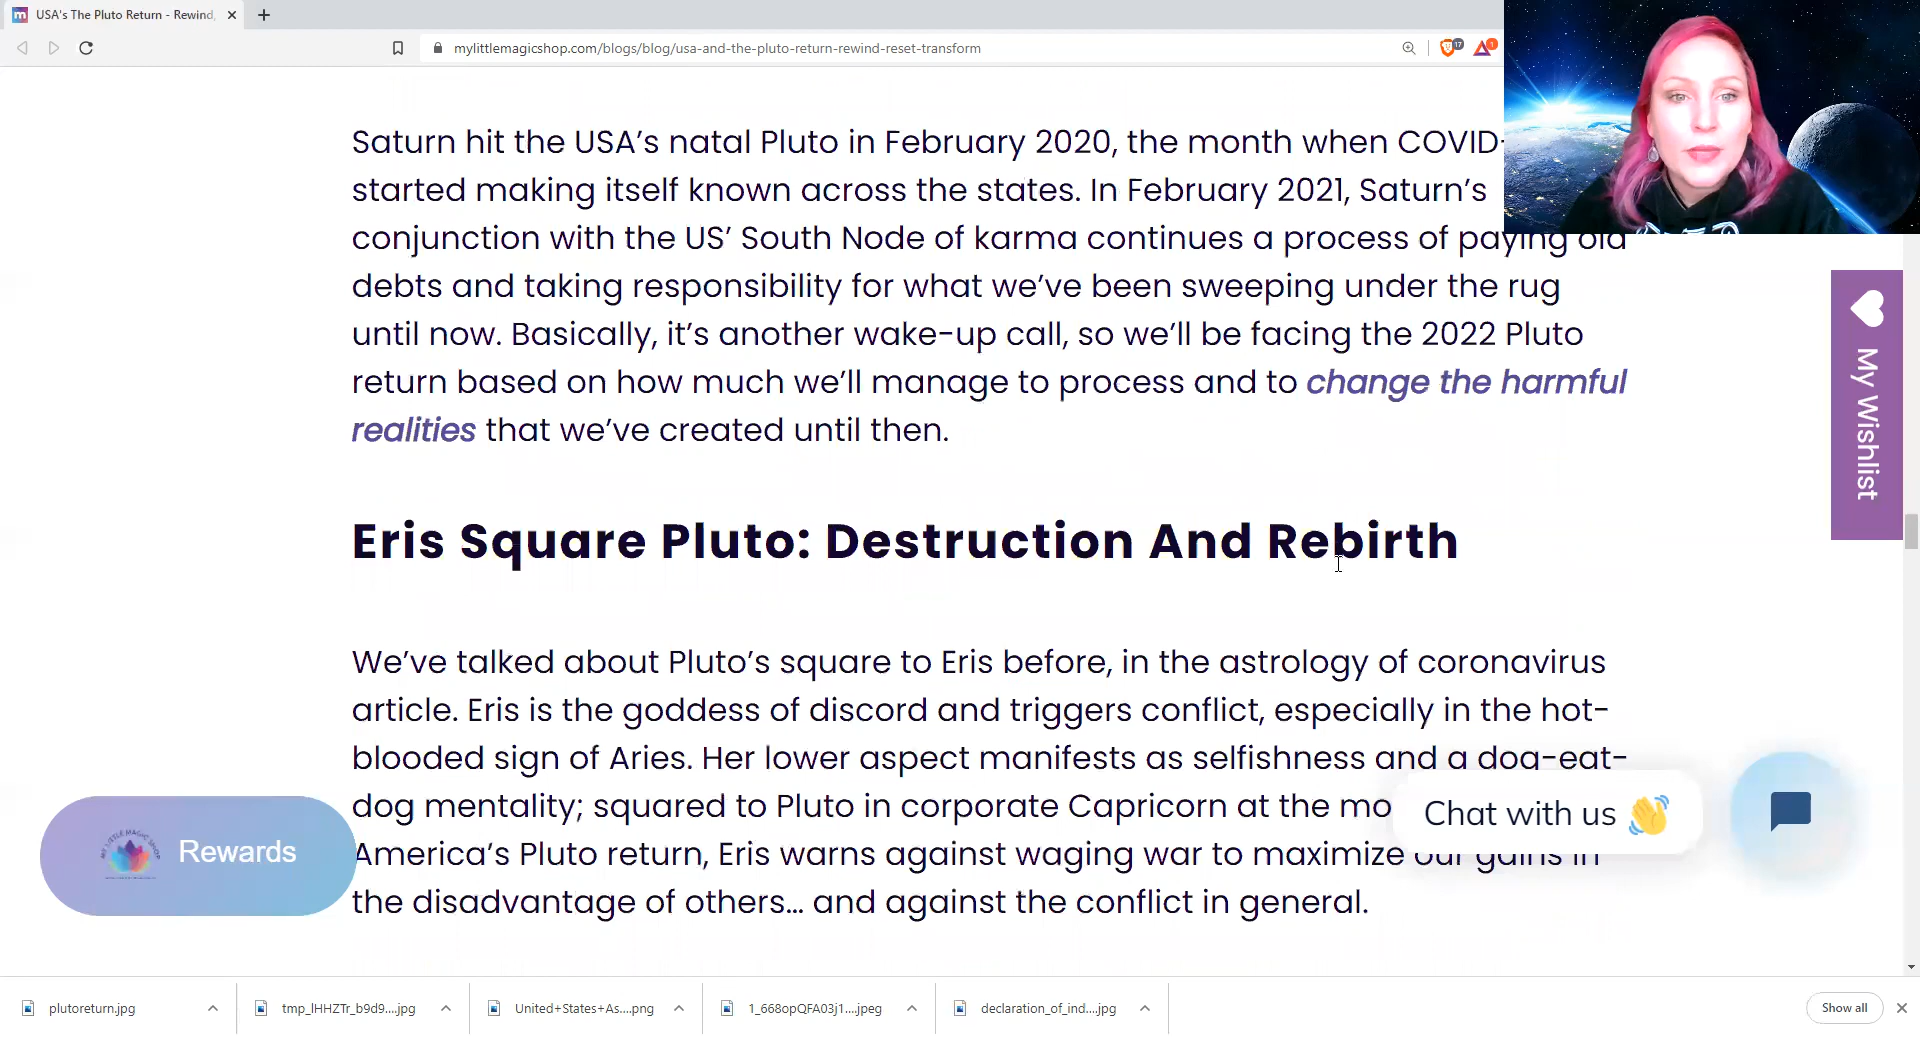 USA's The Pluto Return - Rewind,
mylittlemagicshop.com/blogs/blog/usa-and-the-pluto-return-rewind-reset-transform
17
1
Saturn hit the USA’s natal Pluto in February 2020, the month when COVID-
started making itself known across the states. In February 2021, Saturn’s
conjunction with the US’ South Node of karma continues a process of paying old
debts and taking responsibility for what we’ve been sweeping under the rug
until now. Basically, it’s another wake-up call, so we’ll be facing the 2022 Pluto
return based on how much we’ll manage to process and to change the harmful
realities that we’ve created until then.
My Wishlist
Eris Square Pluto: Destruction And Rebirth
We’ve talked about Pluto’s square to Eris before, in the astrology of coronavirus
article. Eris is the goddess of discord and triggers conflict, especially in the hot-
blooded sign of Aries. Her lower aspect manifests as selfishness and a dog-eat-
dog mentality; squared to Pluto in corporate Capricorn at the mo
America’s Pluto return, Eris warns against waging war to maximize our gains in
the disadvantage of others… and against the conflict in general.
Chat with us 👋
MY LITTLE MAGIC SHOP
Rewards
plutoreturn.jpg
tmp_lHHZTr_b9d9....jpg
United+States+As....png
1_668opQFA03j1....jpeg
declaration_of_ind....jpg
Show all